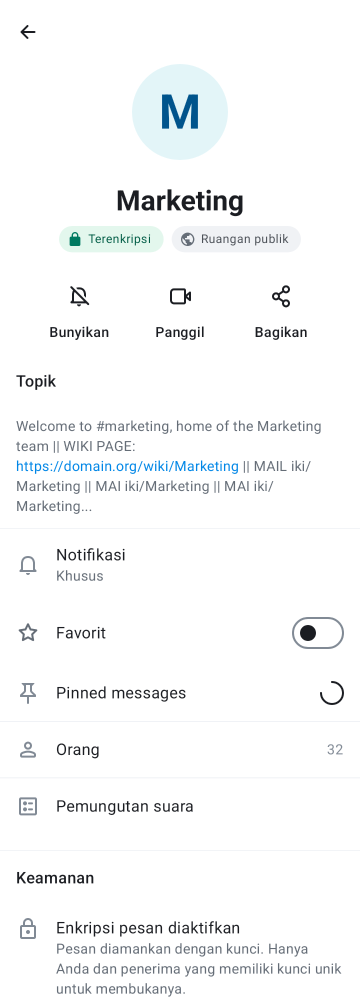 M
Marketing
Terenkripsi
Ruangan publik
Bunyikan
Panggil
Bagikan
Topik
Welcome to #marketing, home of the Marketing
team || WIKI PAGE:
https://domain.org/wiki/Marketing || MAIL iki/
Marketing || MAI iki/Marketing || MAI iki/
Marketing...
Notifikasi
Khusus
Favorit
Pinned messages
Orang
32
Pemungutan suara
Keamanan
Enkripsi pesan diaktifkan
Pesan diamankan dengan kunci. Hanya
Anda dan penerima yang memiliki kunci unik
untuk membukanya.